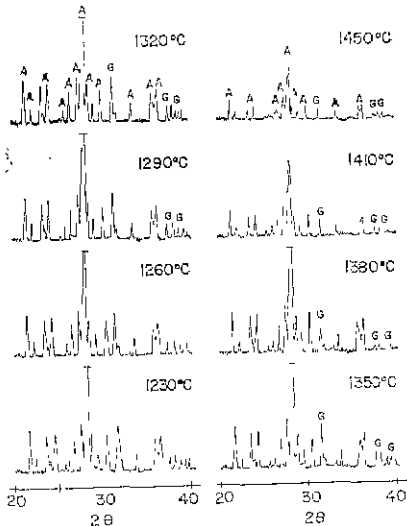 A
A G
A A A A A A A A A A G G
1320°C
1290°C
G G
1260°C
1230°C
20 30 40
2θ
A
A A A A A A A G A A G G
1450°C
1410°C
G A G G
1380°C
G G G
1350°C
G
G G
20 30 40
2θ